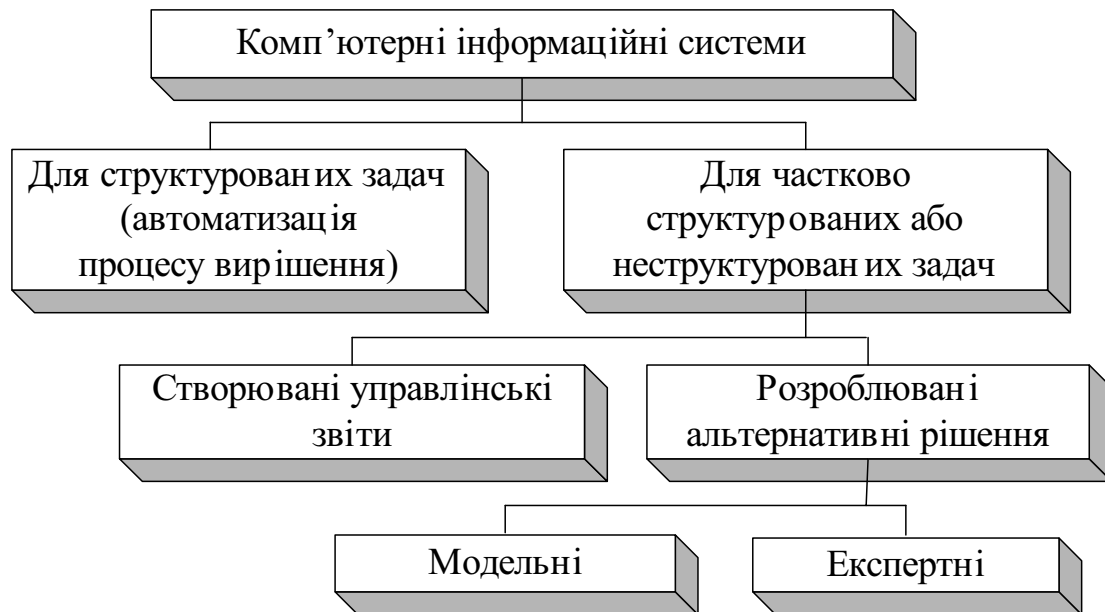 Комп’ютерні інформаційні системи
Для структурованих задач
(автоматизація
процесу вирішення)
Для частково
структурованих або
неструктурованих задач
Створювані управлінські
звіти
Розроблювані
альтернативні рішення
Модельні
Експертні